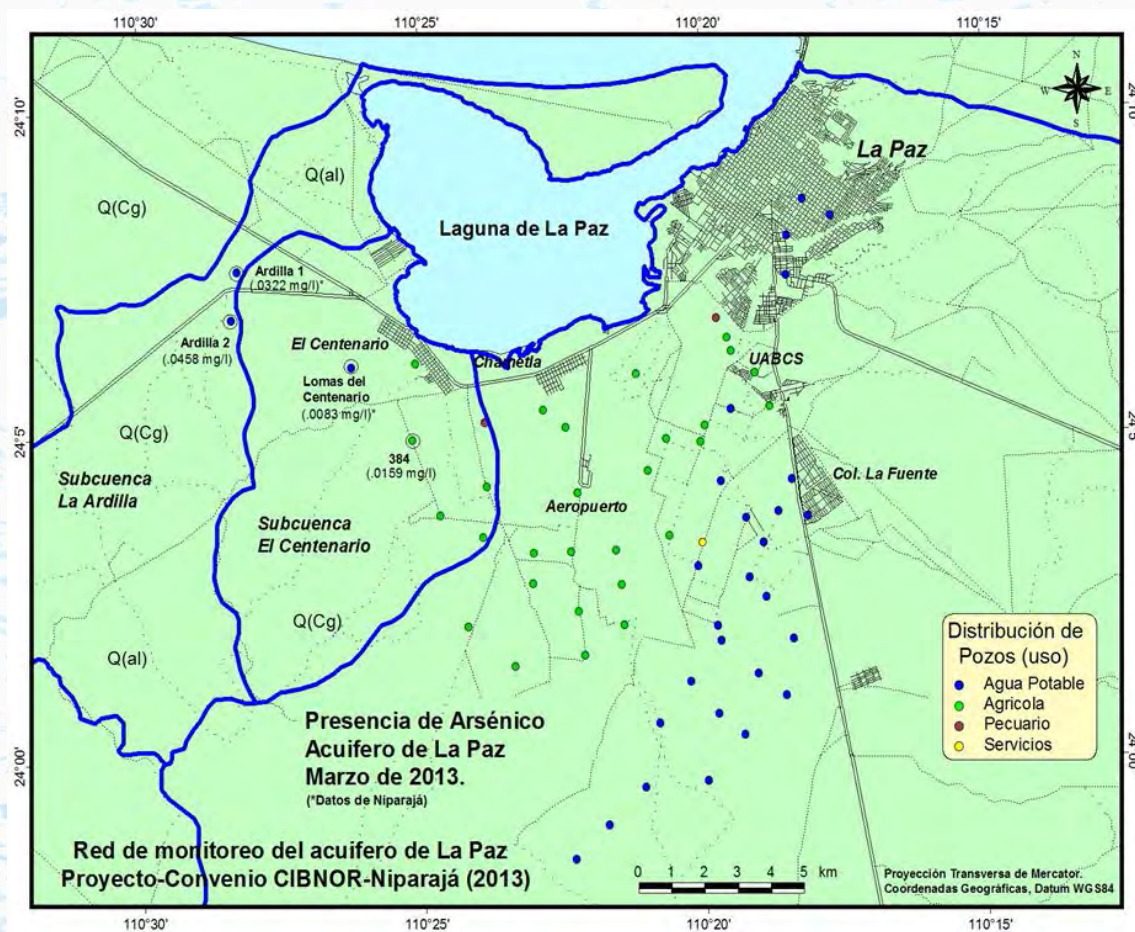 110°30'
110°25'
110°20'
110°15'
N
W E
S
24°10'
La Paz
Q(al)
Q(Cg)
Laguna de La Paz
Ardilla 1
(.0322 mg/l)*
Ardilla 2
(.0458 mg/l)
El Centenario
Chametla
UABCS
Lomas del
Centenario
(.0083 mg/l)*
24°5'
Q(Cg)
384
(.0159 mg/l)
Subcuenca
La Ardilla
Col. La Fuente
Aeropuerto
Subcuenca
El Centenario
Q(Cg)
Q(al)
Distribución de
Pozos (uso)
Agua Potable
Agricola
Pecuario
Servicios
Presencia de Arsénico
Acuifero de La Paz
Marzo de 2013.
(*Datos de Niparajá)
24°00'
Red de monitoreo del acuifero de La Paz
Proyecto-Convenio CIBNOR-Niparajá (2013)
0 1 2 3 4 5 km
Proyección Transversa de Mercator.
Coordenadas Geográficas, Datum WGS84
110°30'
110°25'
110°20'
110°15'